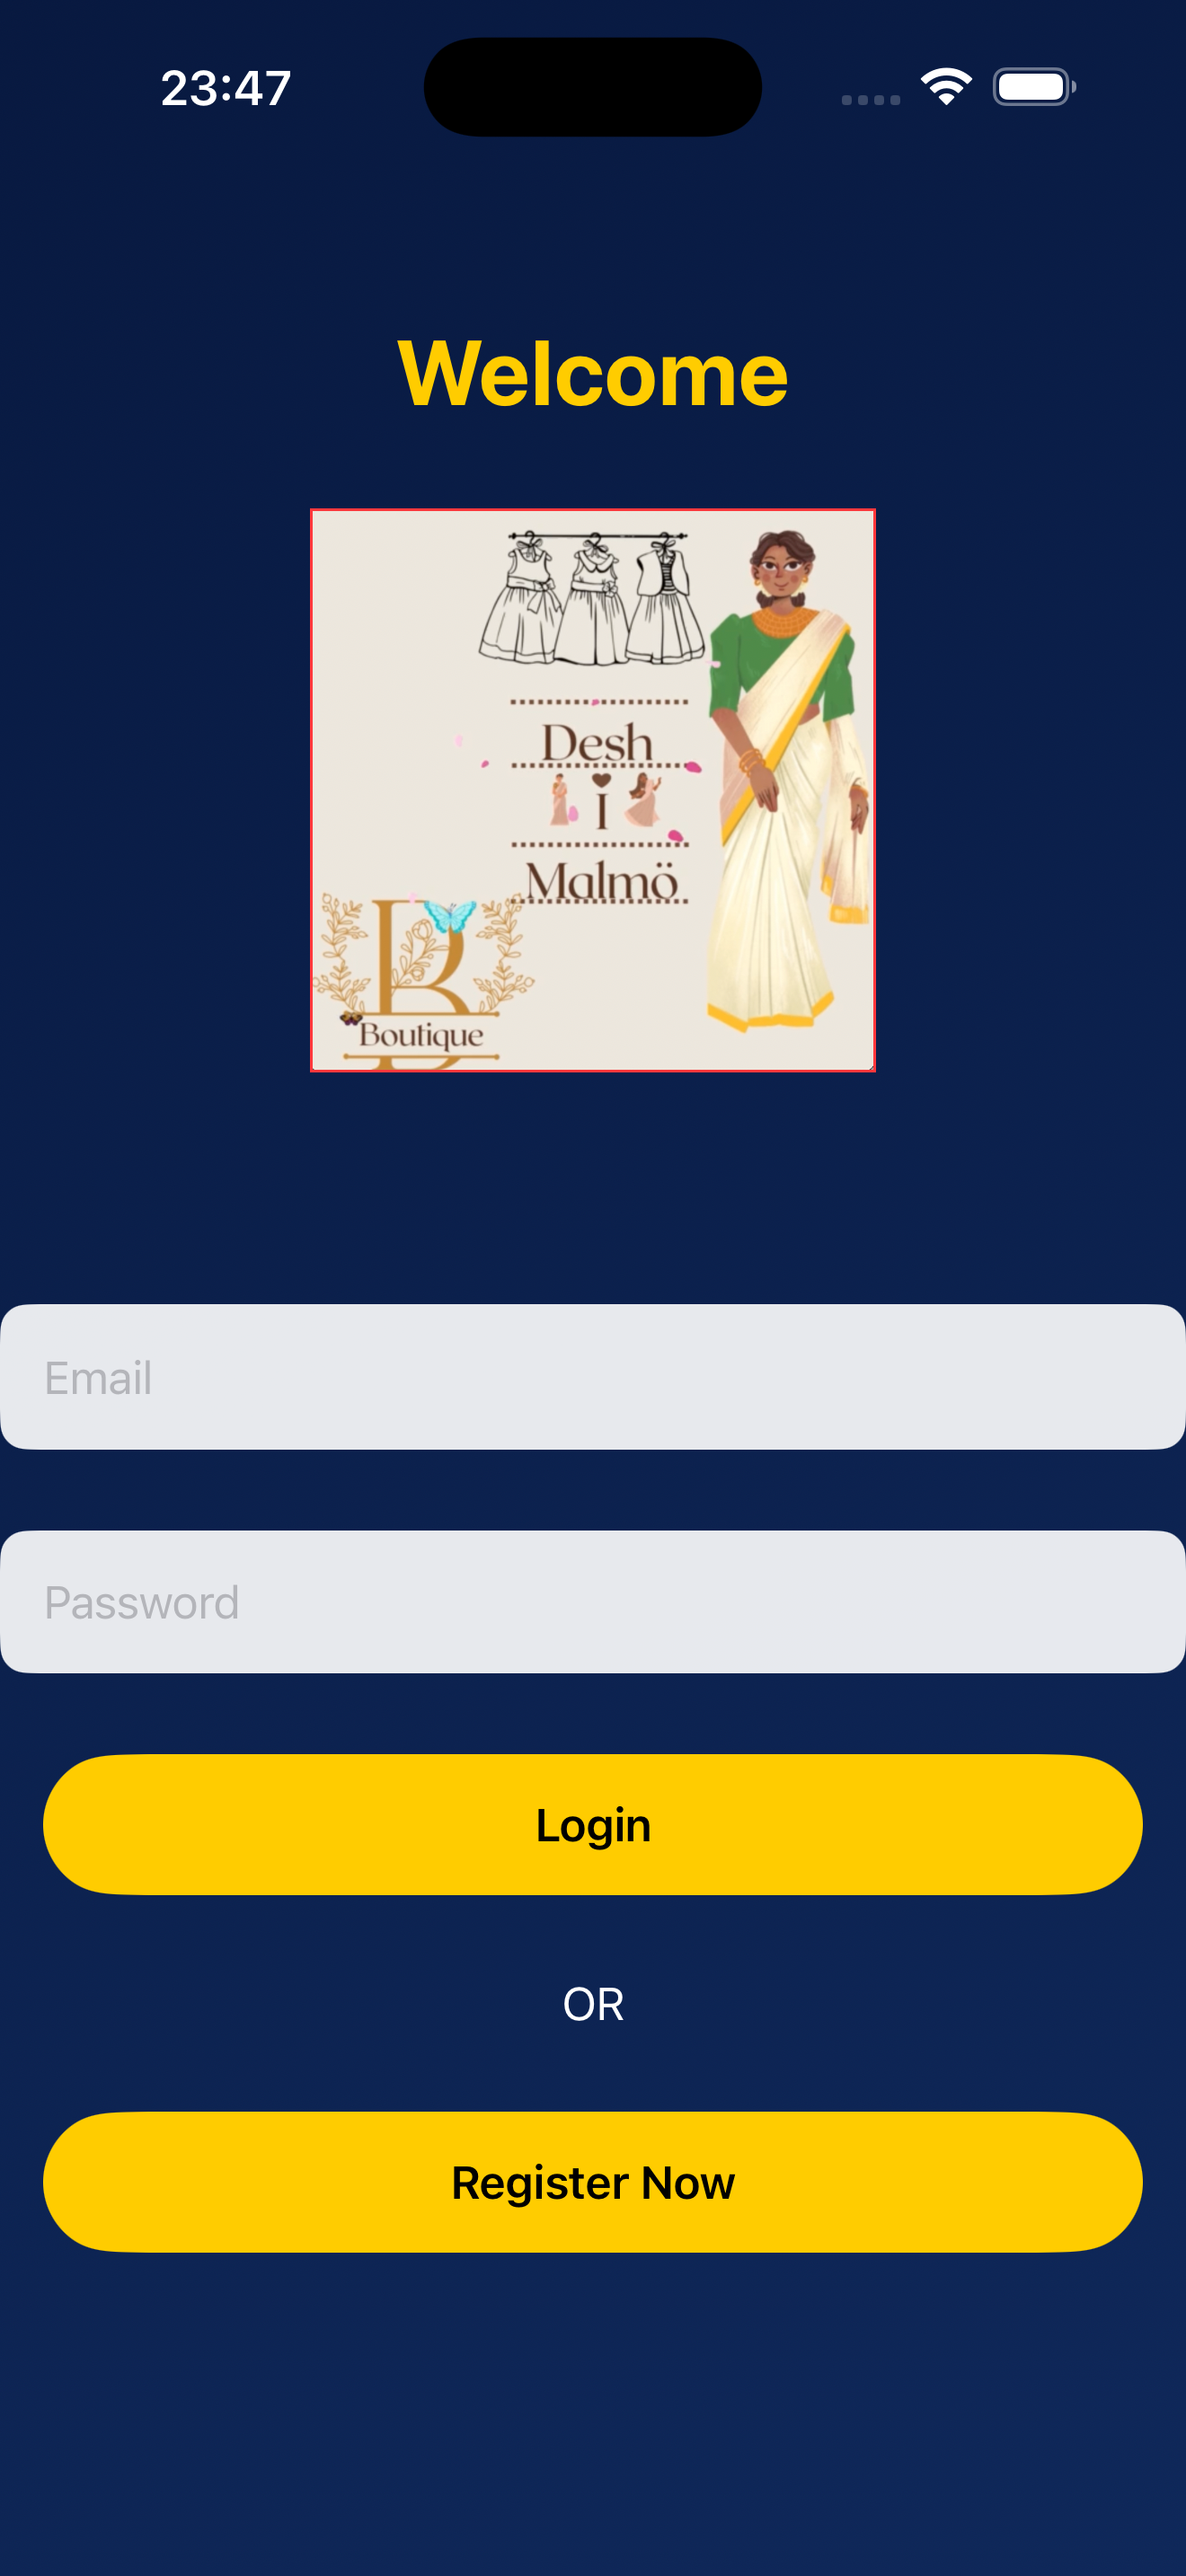 23:47
Welcome
Desh
I
Malmö
B
Boutique
Email
Password
Login
OR
Register Now